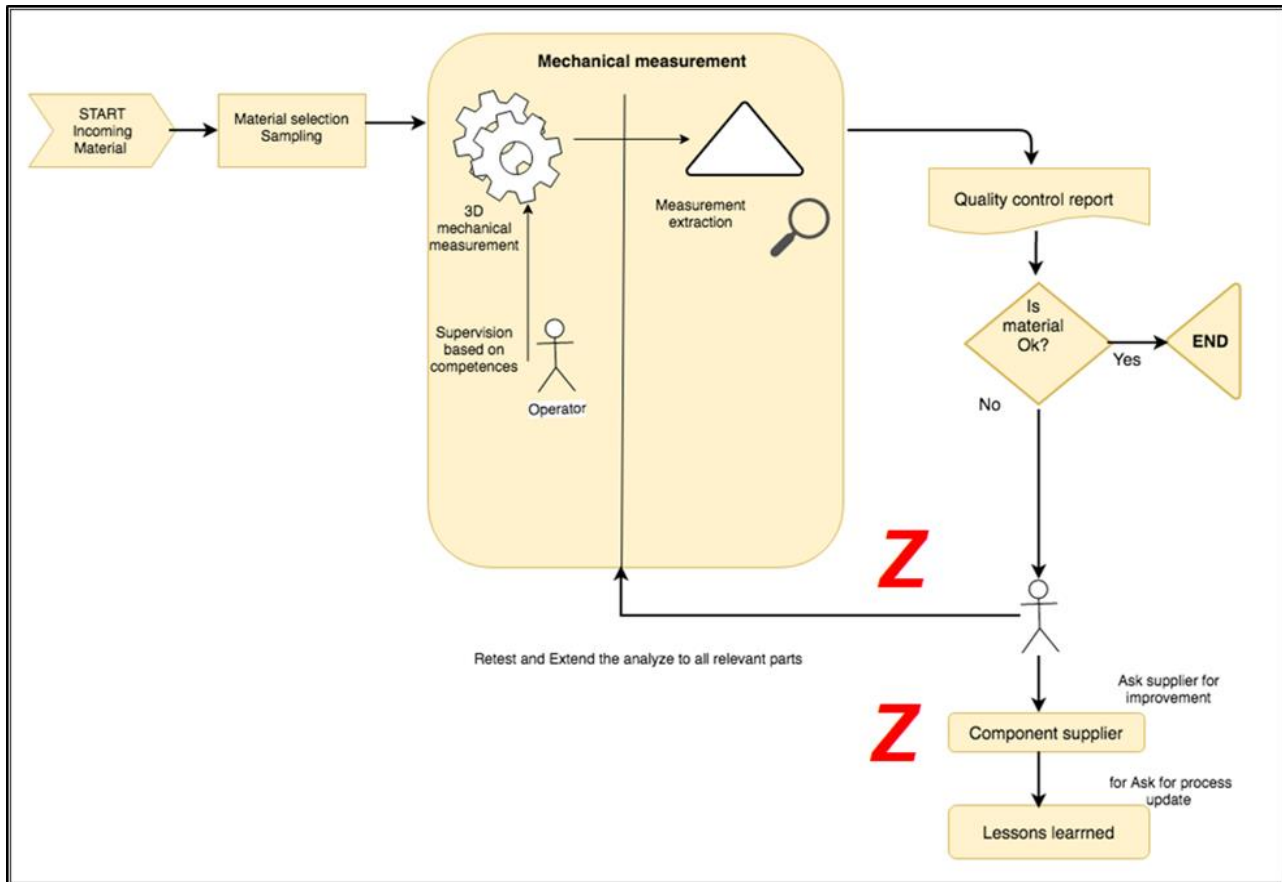 Mechanical measurement
START
Incoming
Material
Material selection
Sampling
3D
mechanical
measurement
Measurement
extraction
Supervision
based on
competences
Operator
Quality control report
Is
material
Ok?
Yes
END
No
Z
Retest and Extend the analyze to all relevant parts
Ask supplier for
improvement
Z
Component supplier
for Ask for process
update
Lessons learrned